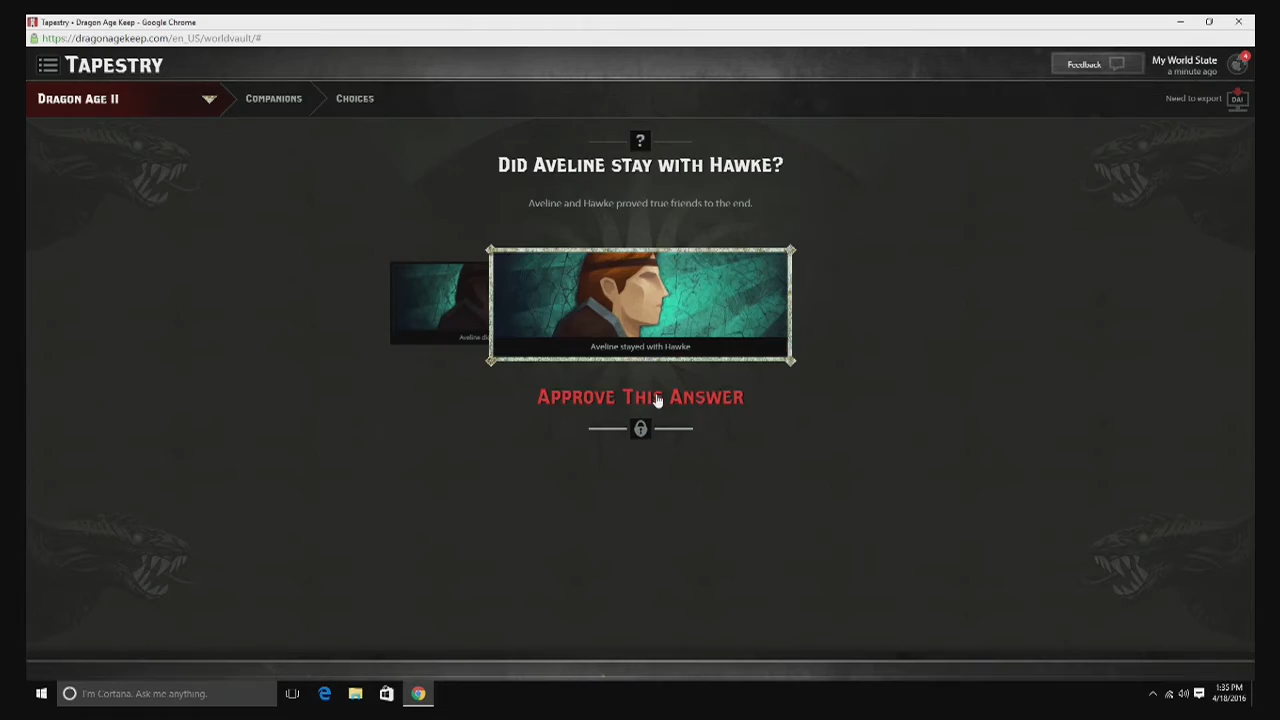 Tapestry • Dragon Age Keep - Google Chrome
https://dragonagekeep.com/en_US/worldvault/#
TAPESTRY
Feedback
My World State
a minute ago
4
DRAGON AGE II
COMPANIONS
CHOICES
Need to export
DAI
?
DID AVELINE STAY WITH HAWKE?
Aveline and Hawke proved true friends to the end.
Aveline
Aveline stayed with Hawke
APPROVE THIS ANSWER
I'm Cortana. Ask me anything.
1:35 PM
4/18/2016